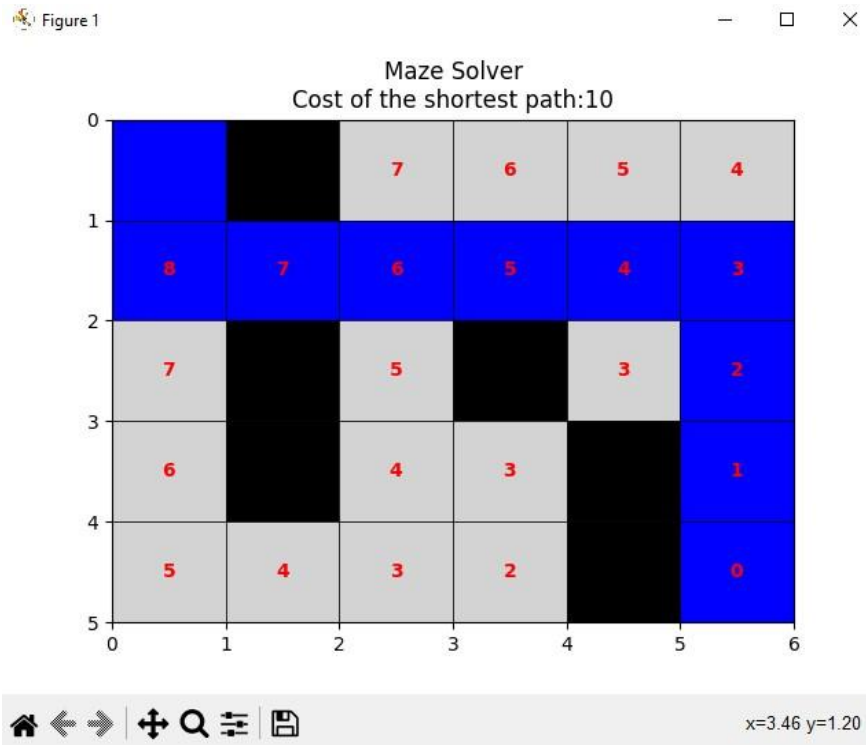 Figure 1
Maze Solver
Cost of the shortest path:10
0
7 6 5 4
1
8 7 6 5 4 3
2
7 5 3 2
3
6 4 3 1
4
5 4 3 2 0
5
0 1 2 3 4 5 6
x=3.46 y=1.20